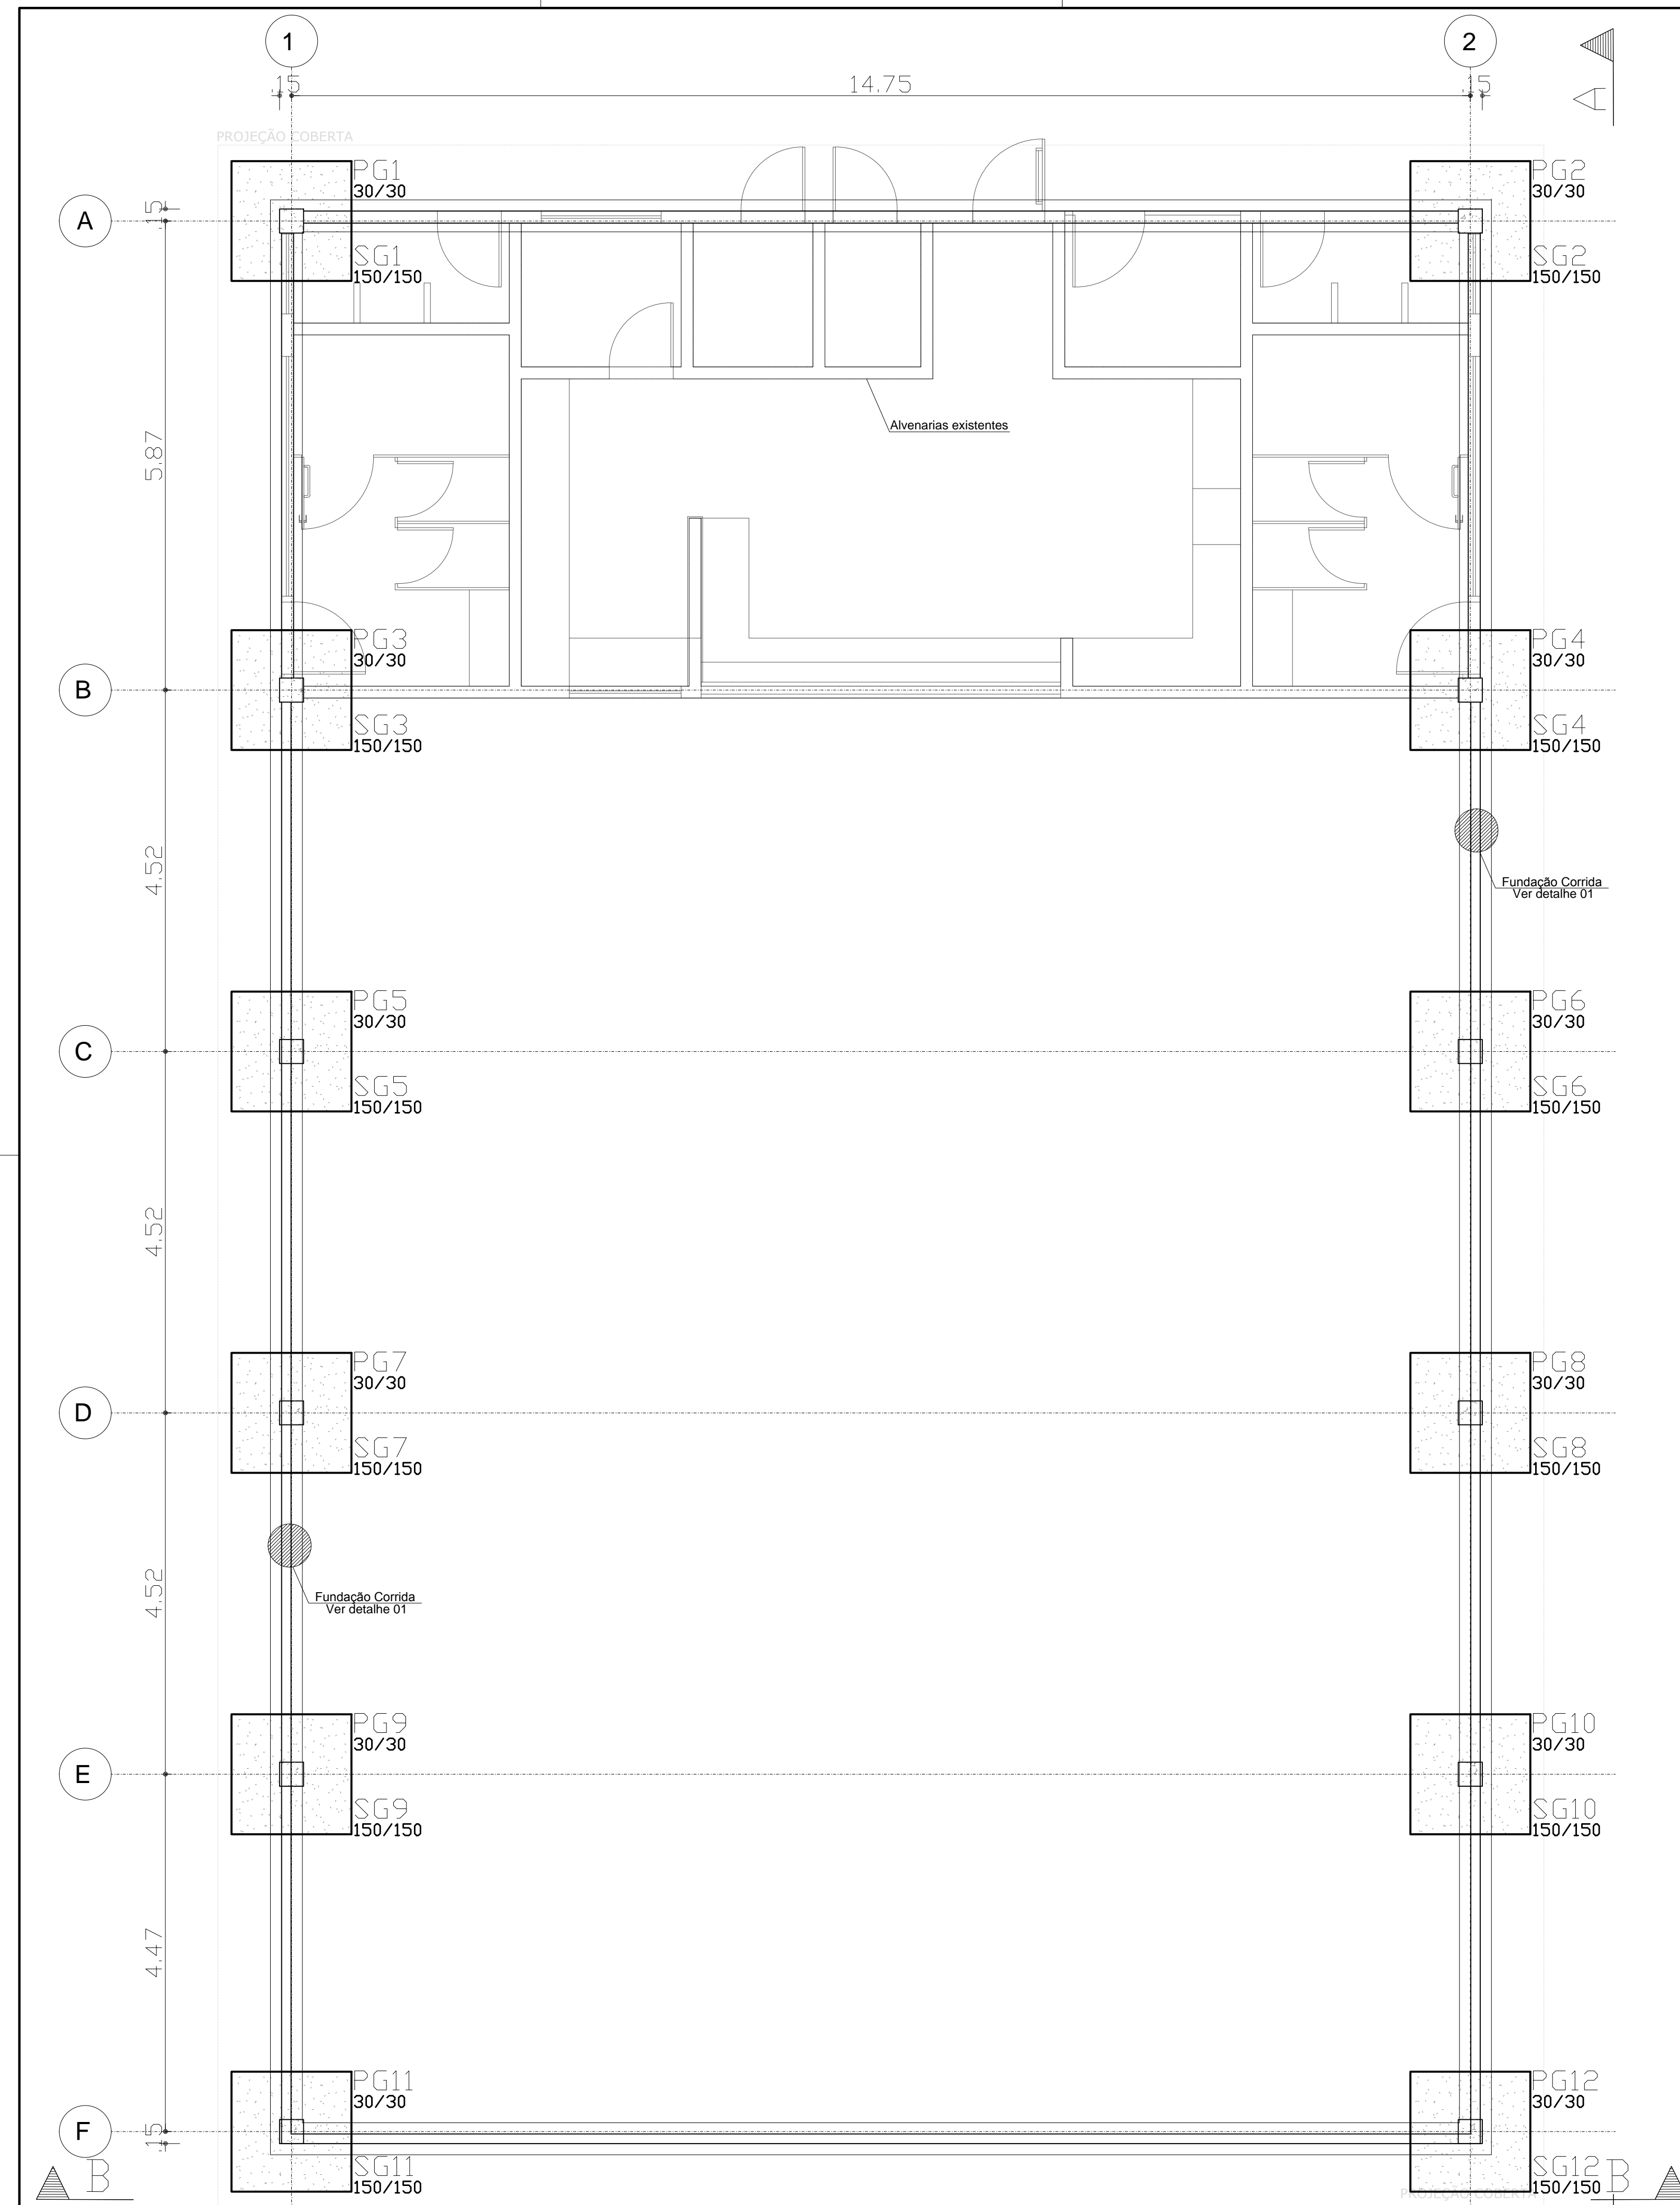 1
2
.15
14.75
.15
A
PROJEÇÃO COBERTA
PG1
30/30
PG2
30/30
.15
A
SG1
150/150
SG2
150/150
Alvenarias existentes
5.87
PG3
30/30
PG4
30/30
B
SG3
150/150
SG4
150/150
4.52
Fundação Corrida
Ver detalhe 01
PG5
30/30
PG6
30/30
C
SG5
150/150
SG6
150/150
4.52
PG7
30/30
PG8
30/30
D
SG7
150/150
SG8
150/150
4.52
Fundação Corrida
Ver detalhe 01
PG9
30/30
PG10
30/30
E
SG9
150/150
SG10
150/150
4.47
PG11
30/30
PG12
30/30
F
.15
B
SG11
150/150
SG12
150/150
B
PROJEÇÃO COBERTA